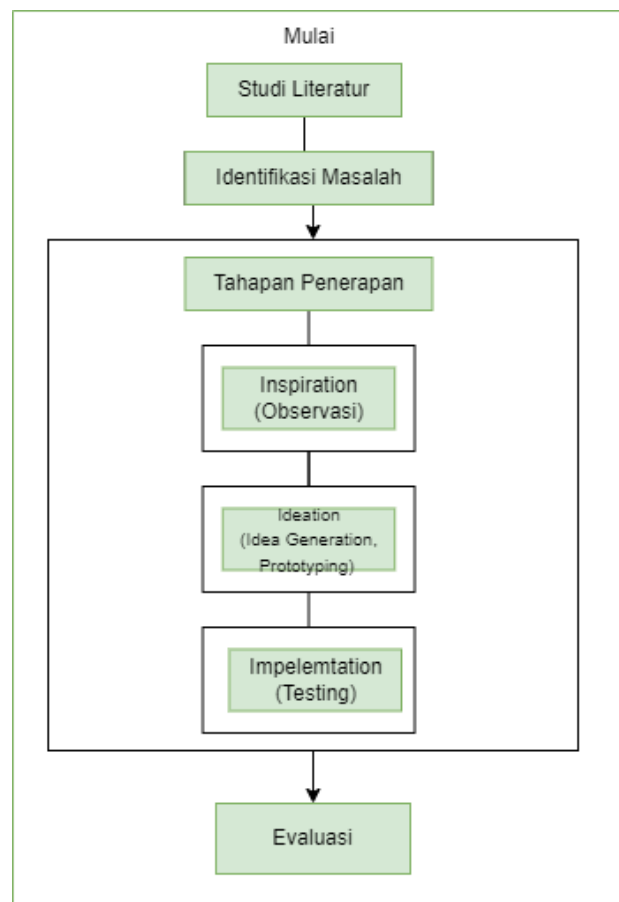 Mulai
Studi Literatur
Identifikasi Masalah
Tahapan Penerapan
Inspiration
(Observasi)
Ideation
(Idea Generation,
Prototyping)
Impelemtation
(Testing)
Evaluasi